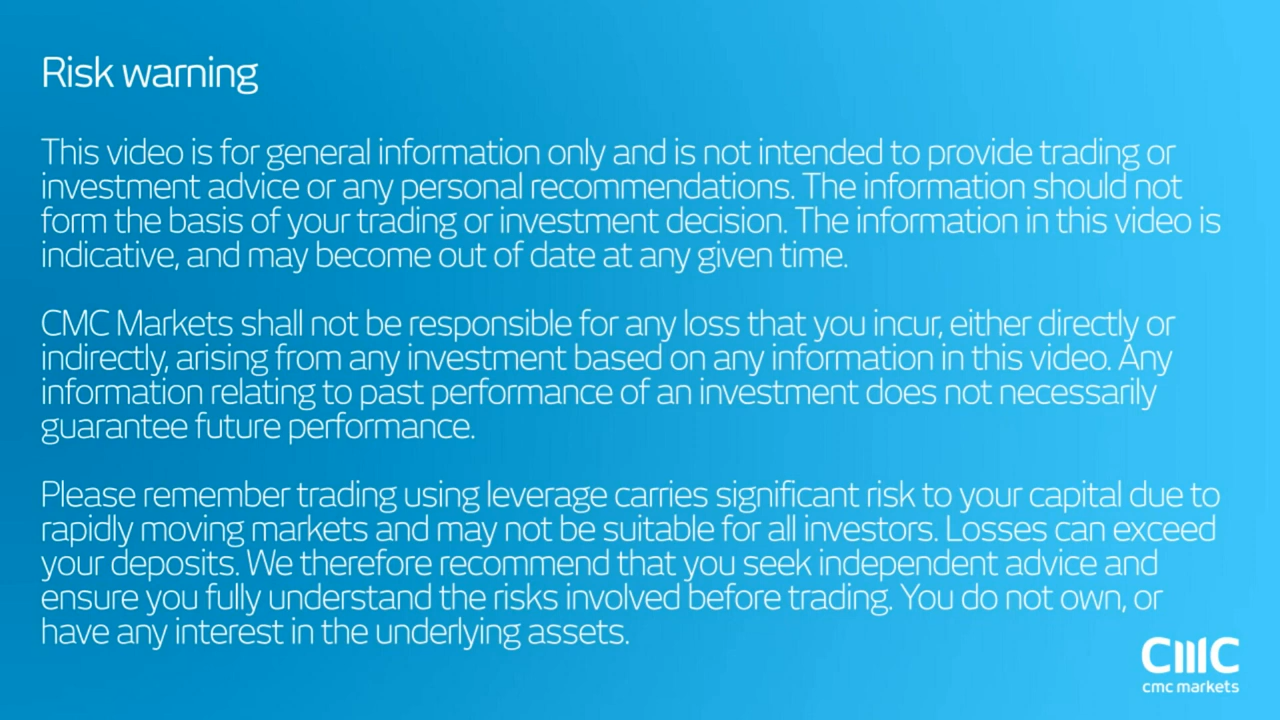 Risk warning
This video is for general information only and is not intended to provide trading or
investment advice or any personal recommendations. The information should not
form the basis of your trading or investment decision. The information in this video is
indicative, and may become out of date at any given time.
CMC Markets shall not be responsible for any loss that you incur, either directly or
indirectly, arising from any investment based on any information in this video. Any
information relating to past performance of an investment does not necessarily
guarantee future performance.
Please remember trading using leverage carries significant risk to your capital due to
rapidly moving markets and may not be suitable for all investors. Losses can exceed
your deposits. We therefore recommend that you seek independent advice and
ensure you fully understand the risks involved before trading. You do not own, or
have any interest in the underlying assets.
CMC
cmc markets